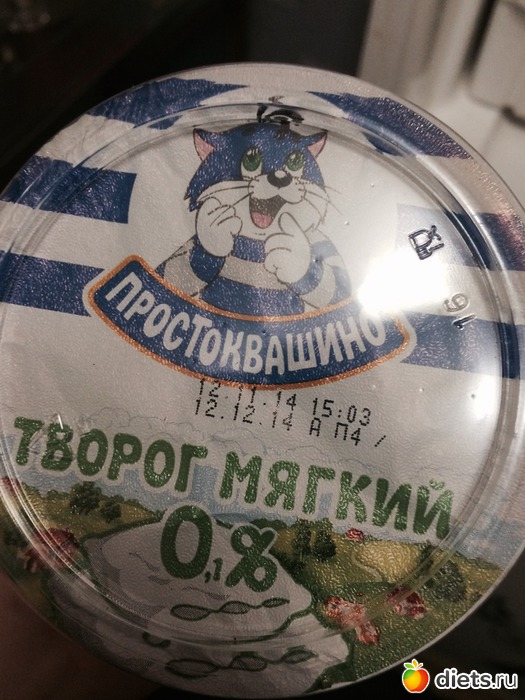 ПРОСТОКВАШИНО
12.11.14 15:03
12.12.14 А П4 /
ТВОРОГ МЯГКИЙ
0,1%
diets.ru